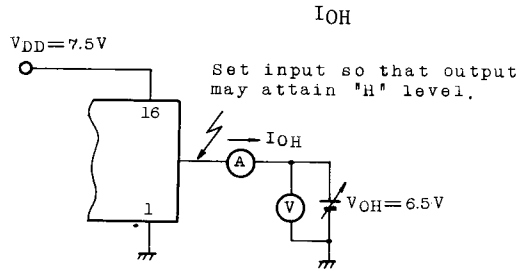 IOH
VDD=7.5V
Set input so that output
may attain "H" level.
16
IOH
A
1
V
VOH=6.5V